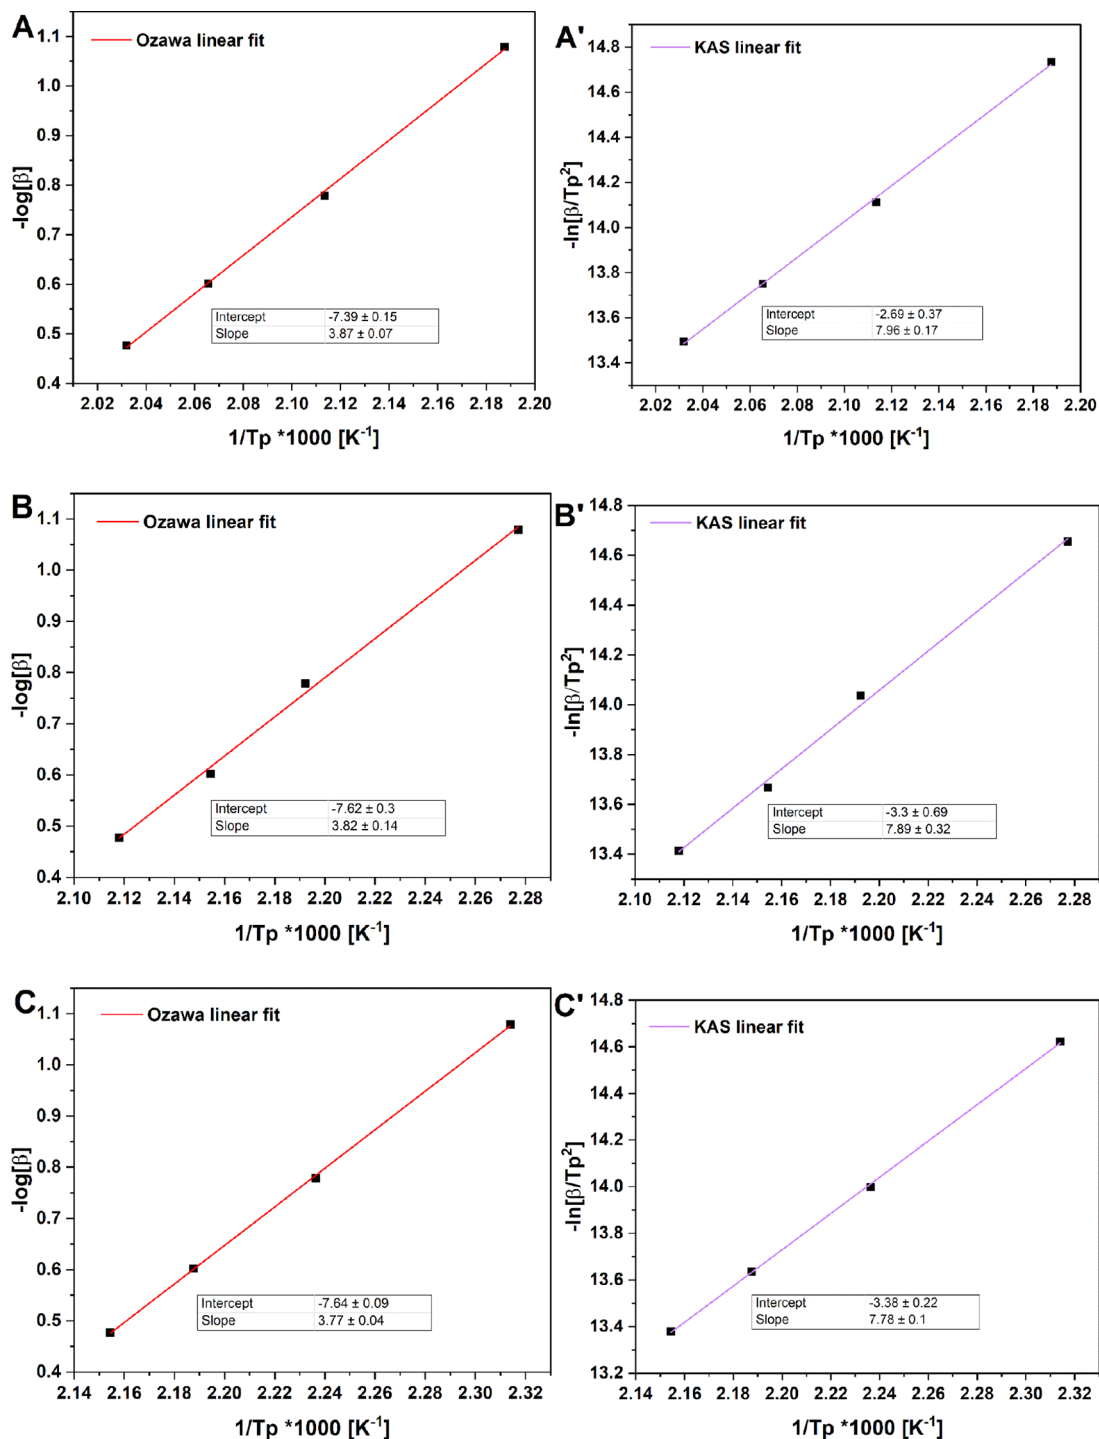 A
Ozawa linear fit
-log[β]
1.1
1.0
0.9
0.8
0.7
0.6
0.5
0.4
Intercept -7.39 ± 0.15
Slope 3.87 ± 0.07
2.02 2.04 2.06 2.08 2.10 2.12 2.14 2.16 2.18 2.20
1/Tp *1000 [K⁻¹]
A'
KAS linear fit
-ln[β/Tp²]
14.8
14.6
14.4
14.2
14.0
13.8
13.6
13.4
Intercept -2.69 ± 0.37
Slope 7.96 ± 0.17
2.02 2.04 2.06 2.08 2.10 2.12 2.14 2.16 2.18 2.20
1/Tp *1000 [K⁻¹]
B
Ozawa linear fit
-log[β]
1.1
1.0
0.9
0.8
0.7
0.6
0.5
0.4
Intercept -7.62 ± 0.3
Slope 3.82 ± 0.14
2.10 2.12 2.14 2.16 2.18 2.20 2.22 2.24 2.26 2.28
1/Tp *1000 [K⁻¹]
B'
KAS linear fit
-ln[β/Tp²]
14.8
14.6
14.4
14.2
14.0
13.8
13.6
13.4
Intercept -3.3 ± 0.69
Slope 7.89 ± 0.32
2.10 2.12 2.14 2.16 2.18 2.20 2.22 2.24 2.26 2.28
1/Tp *1000 [K⁻¹]
C
Ozawa linear fit
-log[β]
1.1
1.0
0.9
0.8
0.7
0.6
0.5
0.4
Intercept -7.64 ± 0.09
Slope 3.77 ± 0.04
2.14 2.16 2.18 2.20 2.22 2.24 2.26 2.28 2.30 2.32
1/Tp *1000 [K⁻¹]
C'
KAS linear fit
-ln[β/Tp²]
14.8
14.6
14.4
14.2
14.0
13.8
13.6
13.4
13.2
Intercept -3.38 ± 0.22
Slope 7.78 ± 0.1
2.14 2.16 2.18 2.20 2.22 2.24 2.26 2.28 2.30 2.32
1/Tp *1000 [K⁻¹]